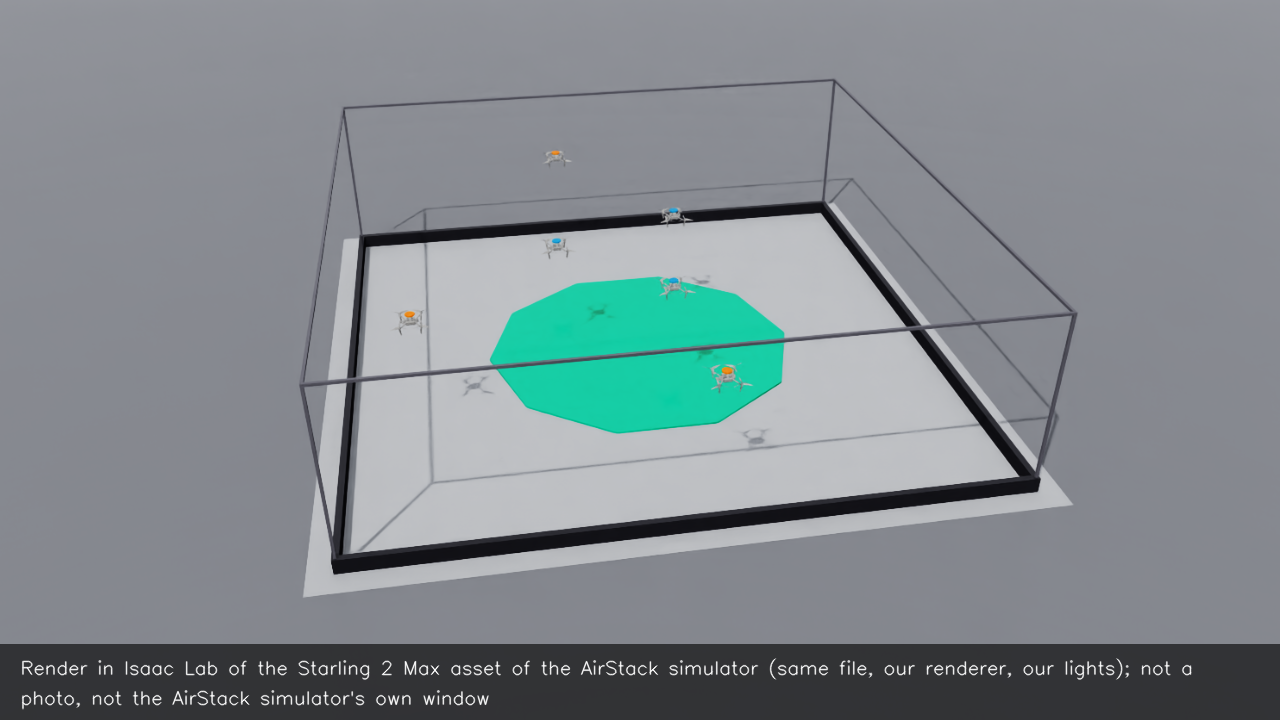 Render in Isaac Lab of the Starling 2 Max asset of the AirStack simulator (same file, our renderer, our lights); not a
photo, not the AirStack simulator's own window